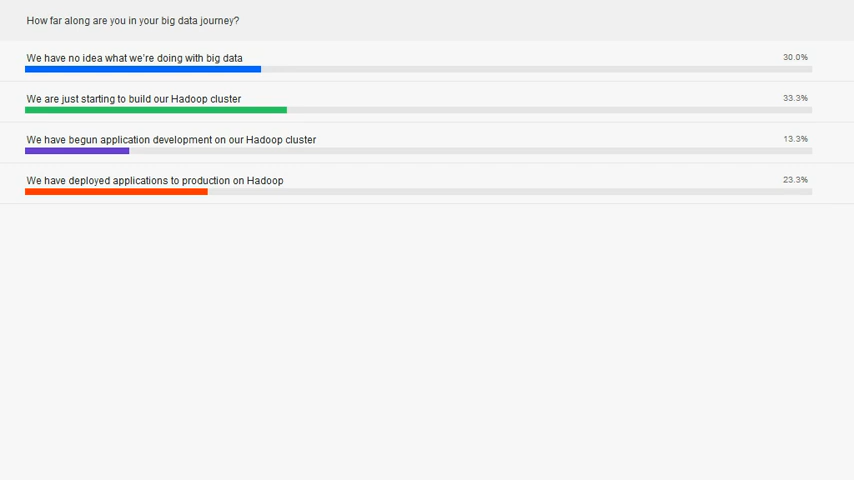 How far along are you in your big data journey?
We have no idea what we're doing with big data 30.0%
We are just starting to build our Hadoop cluster 33.3%
We have begun application development on our Hadoop cluster 13.3%
We have deployed applications to production on Hadoop 23.3%